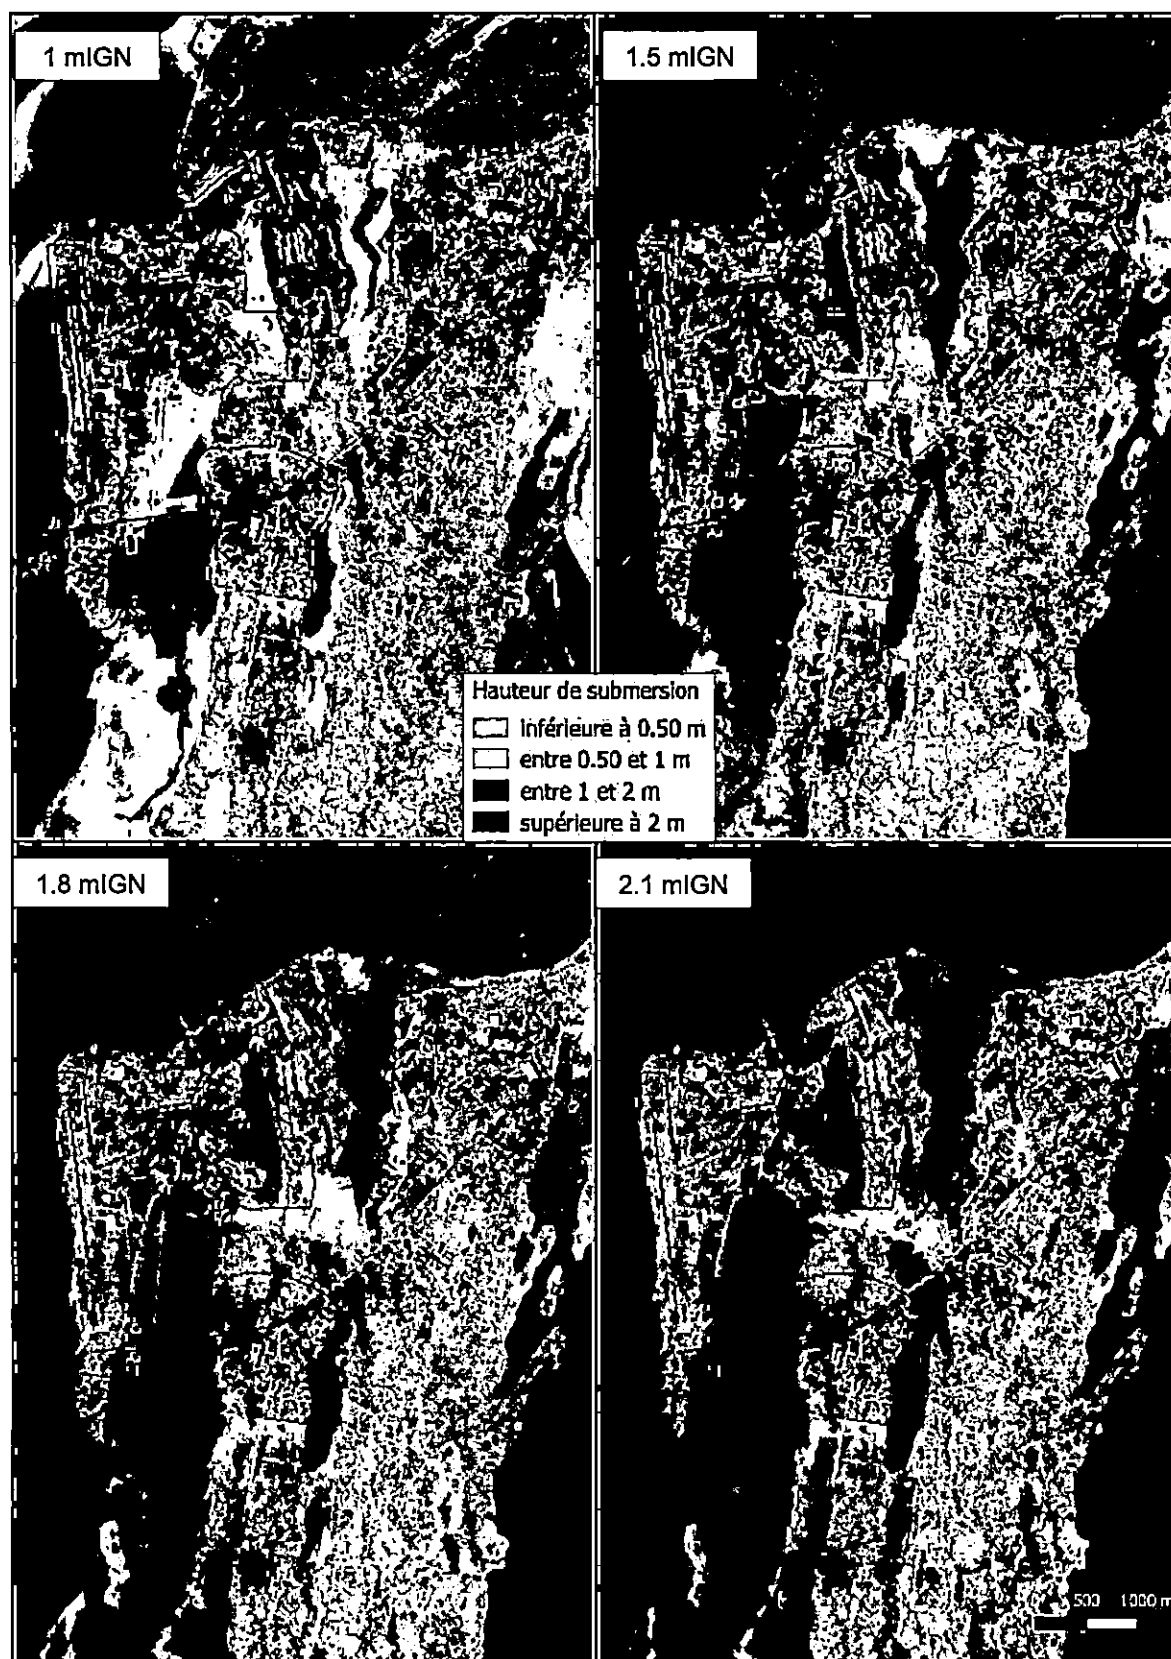 1 mIGN
1.5 mIGN
Hauteur de submersion
inférieure à 0.50 m
entre 0.50 et 1 m
entre 1 et 2 m
supérieure à 2 m
1.8 mIGN
2.1 mIGN
500 1000 m